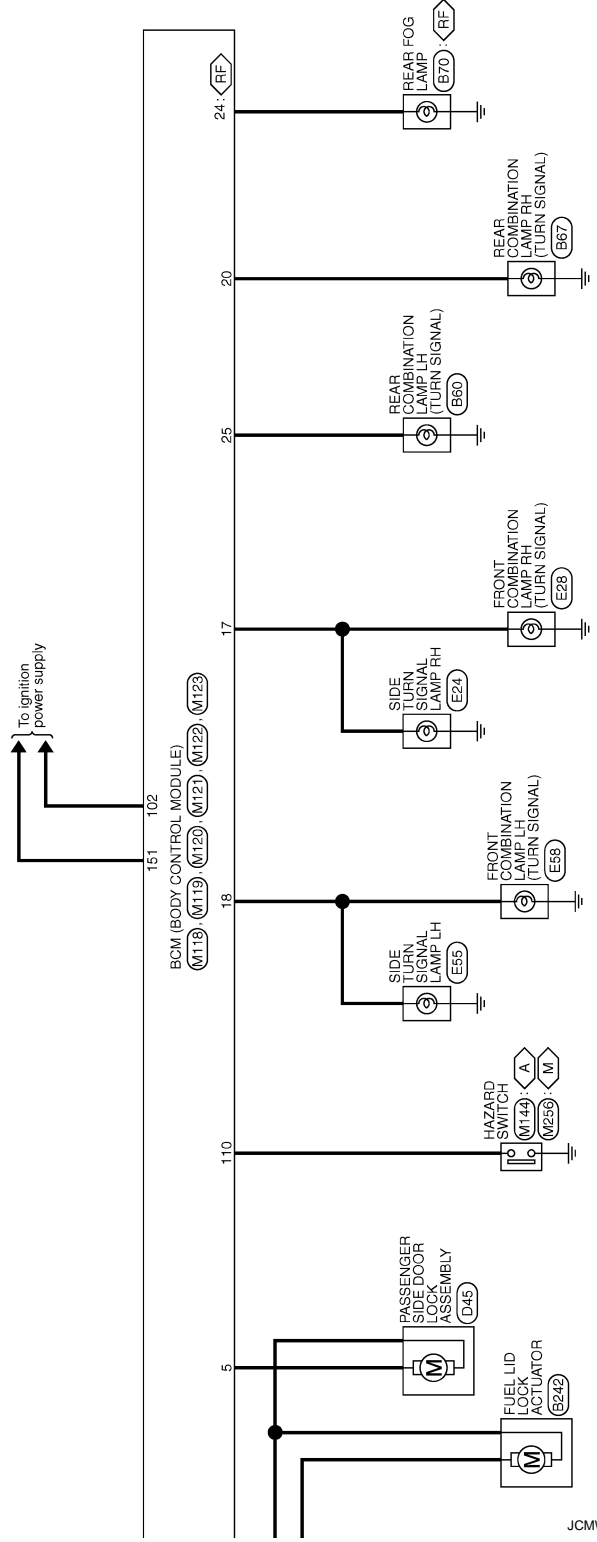 24 :
RF
REAR FOG
LAMP
B70 : RF
20
REAR
COMBINATION
LAMP RH
(TURN SIGNAL)
B67
25
REAR
COMBINATION
LAMP LH
(TURN SIGNAL)
B60
17
FRONT
COMBINATION
LAMP RH
(TURN SIGNAL)
E28
SIDE
TURN
SIGNAL
LAMP RH
E24
To ignition
power supply
102
151
BCM (BODY CONTROL MODULE)
M118 , M119 , M120 , M121 , M122 , M123
18
FRONT
COMBINATION
LAMP LH
(TURN SIGNAL)
E58
SIDE
TURN
SIGNAL
LAMP LH
E55
110
HAZARD
SWITCH
M144 : A
M256 : M
5
PASSENGER
SIDE DOOR
LOCK
ASSEMBLY
D45
M
FUEL LID
LOCK
ACTUATOR
B242
M